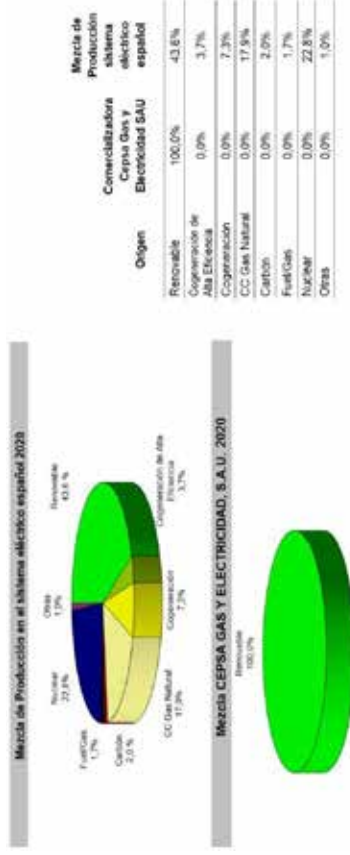 Mezcla de Producción en el sistema eléctrico español 2020
Renovable
43,6 %
Cogeneración de Alta
Eficiencia
3,7%
Cogeneración
7,3%
CC Gas Natural
17,9%
Carbón
2,0 %
Fuel/Gas
1,7%
Nuclear
22,8%
Otras
1,0%
Mezcla CEPSA GAS Y ELECTRICIDAD, S.A.U. 2020
Renovable
100,0%
Origen
Comercializadora
Cepsa Gas y
Electricidad SAU
Mezcla de
Producción
sistema
eléctrico
español
Renovable 100,0% 43,6%
Cogeneración de
Alta Eficiencia 0,0% 3,7%
Cogeneración 0,0% 7,3%
CC Gas Natural 0,0% 17,9%
Carbón 0,0% 2,0%
Fuel/Gas 0,0% 1,7%
Nuclear 0,0% 22,8%
Otras 0,0% 1,0%